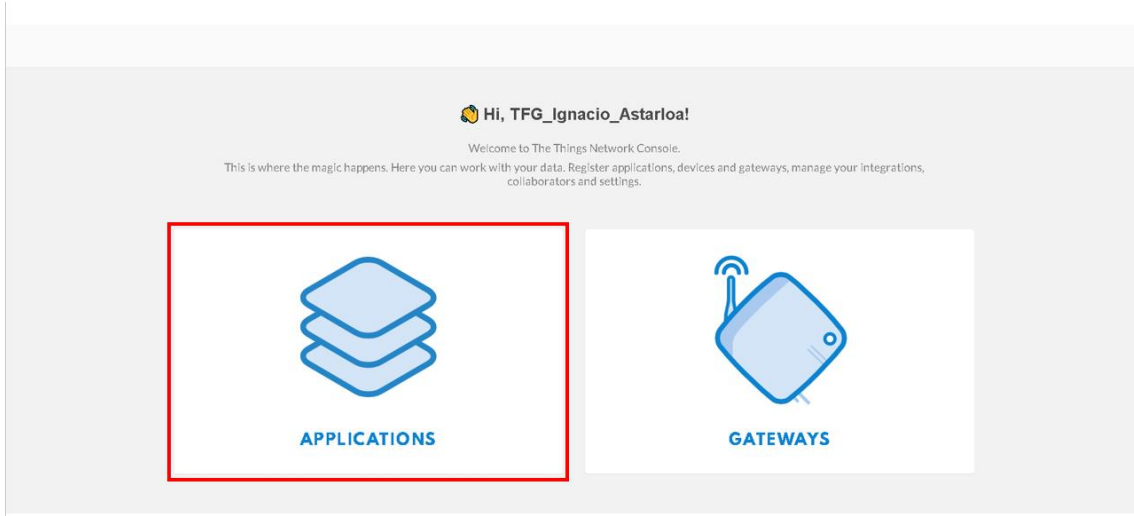 Hi, TFG_Ignacio_Astarloa!
Welcome to The Things Network Console.
This is where the magic happens. Here you can work with your data. Register applications, devices and gateways, manage your integrations,
collaborators and settings.
APPLICATIONS
GATEWAYS